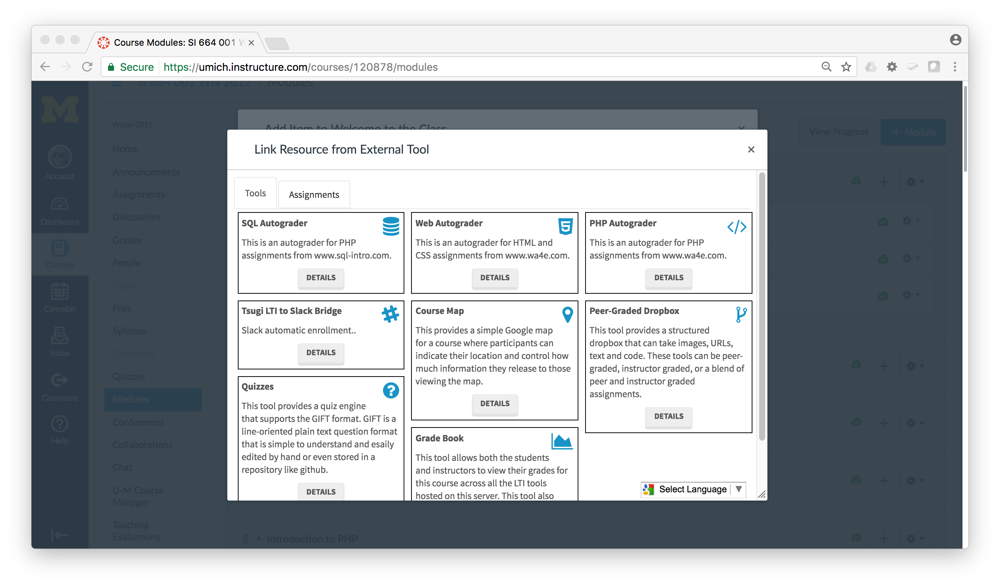 Course Modules: SI 664 001 W
Secure
https://umich.instructure.com/courses/120878/modules
SI 664 001 WN 2017 > Modules
M
Account
Dashboard
Courses
Calendar
Inbox
Commons
Help
Winter 2017
Home
Announcements
Assignments
Discussions
Grades
People
Pages
Files
Syllabus
Outcomes
Quizzes
Modules
Conferences
Collaborations
Chat
U-M Course
Manager
Teaching
Evaluations
View Progress
+ Module
Add Item to Welcome to the Class
Link Resource from External Tool
Tools
Assignments
SQL Autograder
This is an autograder for PHP
assignments from www.sql-intro.com.
DETAILS
Web Autograder
This is an autograder for HTML and
CSS assignments from www.wa4e.com.
DETAILS
PHP Autograder
This is an autograder for PHP
assignments from www.wa4e.com.
DETAILS
Tsugi LTI to Slack Bridge
Slack automatic enrollment..
DETAILS
Course Map
This provides a simple Google map
for a course where participants can
indicate their location and control how
much information they release to those
viewing the map.
DETAILS
Peer-Graded Dropbox
This tool provides a structured
dropbox that can take images, URLs,
text and code. These tools can be peer-
graded, instructor graded, or a blend of
peer and instructor graded
assignments.
DETAILS
Quizzes
This tool provides a quiz engine
that supports the GIFT format. GIFT is a
line-oriented plain text question format
that is simple to understand and esaily
edited by hand or even stored in a
repository like github.
DETAILS
Grade Book
This tool allows both the students
and instructors to view their grades for
this course across all the LTI tools
hosted on this server. This tool also
Select Language
Introduction to PHP